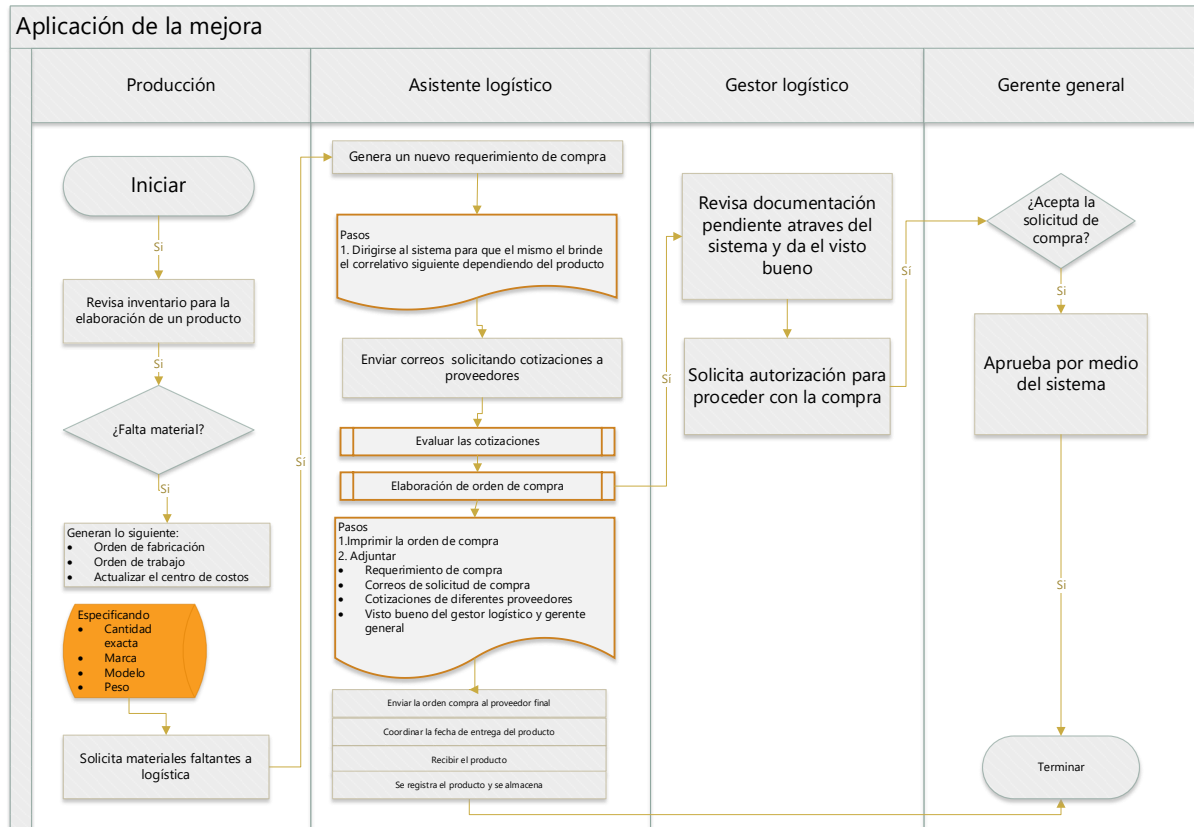 Aplicación de la mejora
Producción
Asistente logístico
Gestor logístico
Gerente general
Iniciar
Si
Revisa inventario para la
elaboración de un producto
Si
¿Falta material?
Si
Generan lo siguiente:
• Orden de fabricación
• Orden de trabajo
• Actualizar el centro de costos
Especificando
• Cantidad
exacta
• Marca
• Modelo
• Peso
Solicita materiales faltantes a
logística
Sí
Genera un nuevo requerimiento de compra
Pasos
1. Dirigirse al sistema para que el mismo el brinde
el correlativo siguiente dependiendo del producto
Enviar correos  solicitando cotizaciones a
proveedores
Evaluar las cotizaciones
Elaboración de orden de compra
Pasos
1.Imprimir la orden de compra
2. Adjuntar
• Requerimiento de compra
• Correos de solicitud de compra
• Cotizaciones de diferentes proveedores
• Visto bueno del gestor logístico y gerente
general
Enviar la orden compra al proveedor final
Coordinar la fecha de entrega del producto
Recibir el producto
Se registra el producto y se almacena
Sí
Revisa documentación
pendiente atraves del
sistema y da el visto
bueno
Solicita autorización para
proceder con la compra
Sí
¿Acepta la
solicitud de
compra?
Si
Aprueba por medio
del sistema
Si
Terminar